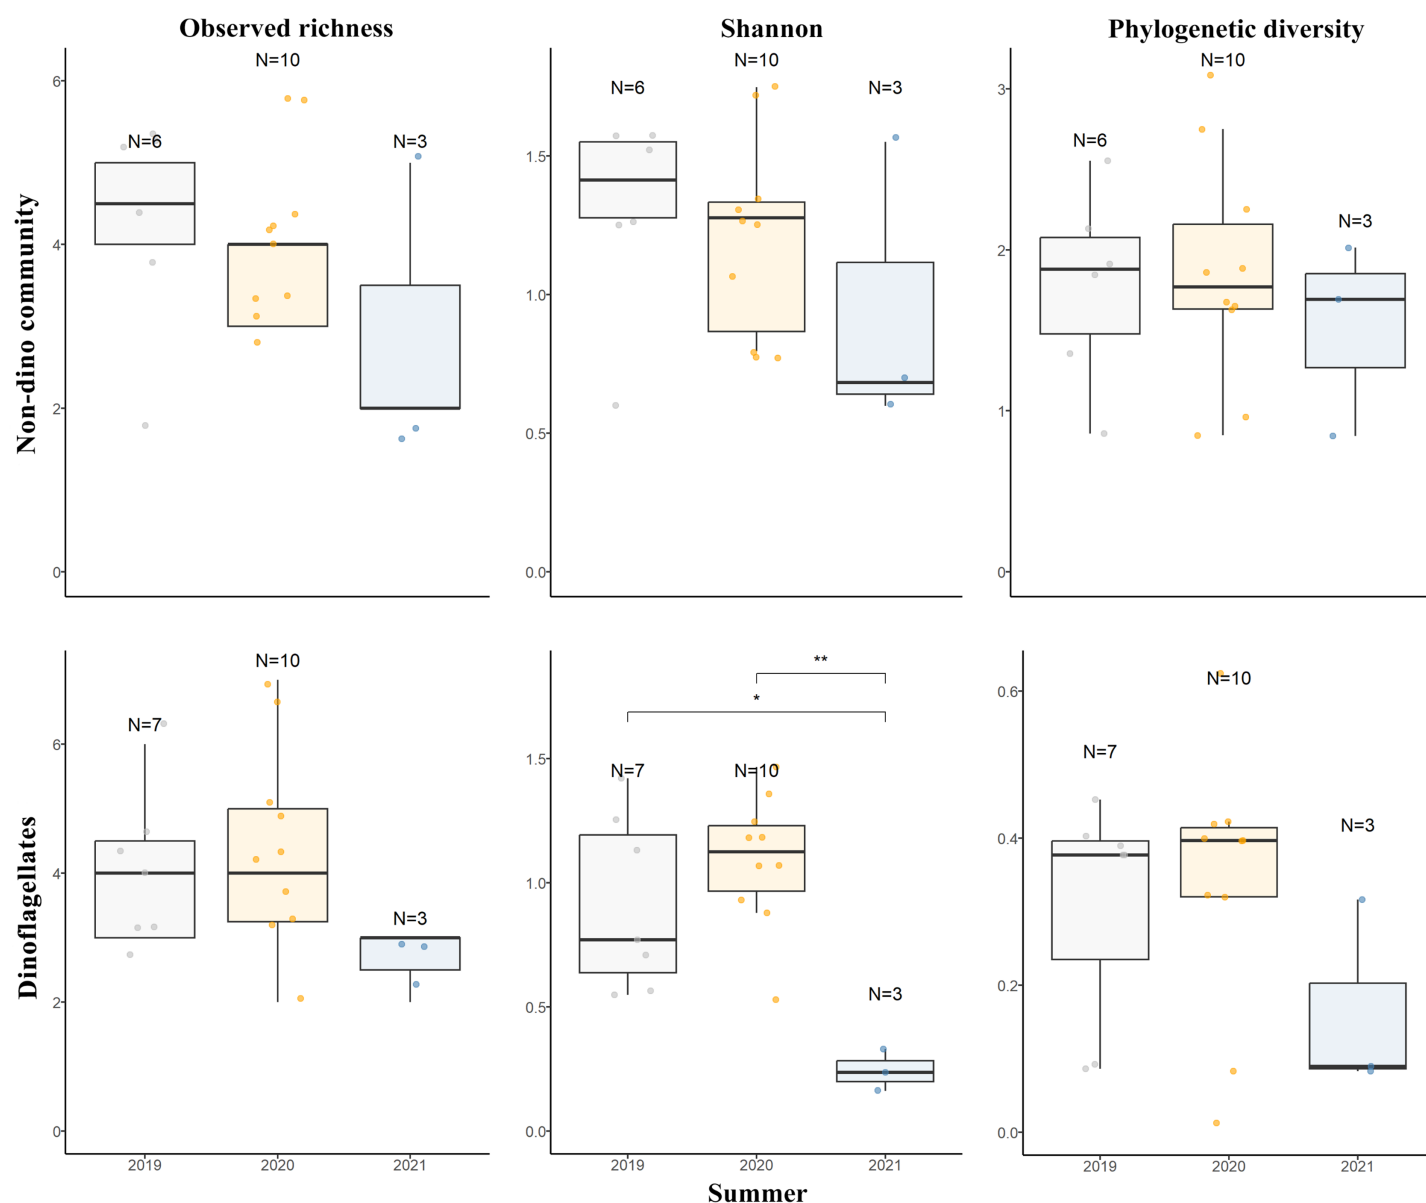 Observed richness Shannon Phylogenetic diversity
Non-dino community
N=6 N=10 N=3
6
4
2
0
N=6 N=10 N=3
1.5
1.0
0.5
0.0
N=6 N=10 N=3
3
2
1
0
Dinoflagellates
N=7 N=10 N=3
6
4
2
0
2019 2020 2021
**
*
N=7 N=10 N=3
1.5
1.0
0.5
0.0
2019 2020 2021
N=7 N=10 N=3
0.6
0.4
0.2
0.0
2019 2020 2021
Summer